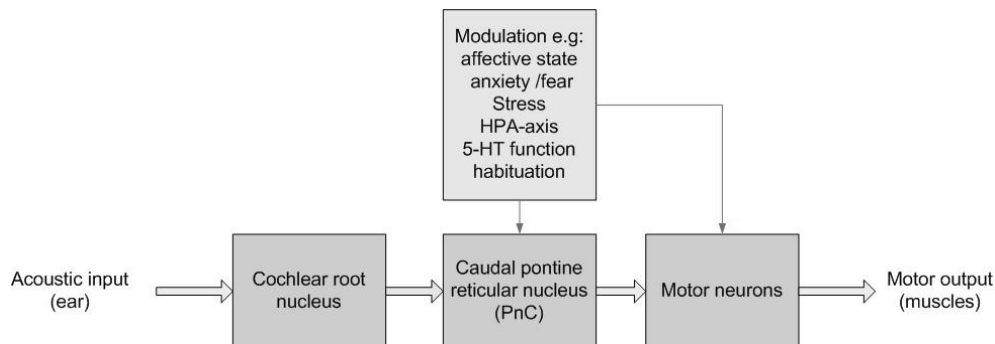 Modulation e.g:
affective state
anxiety /fear
Stress
HPA-axis
5-HT function
habituation
Acoustic input
(ear)
Cochlear root
nucleus
Caudal pontine
reticular nucleus
(PnC)
Motor neurons
Motor output
(muscles)